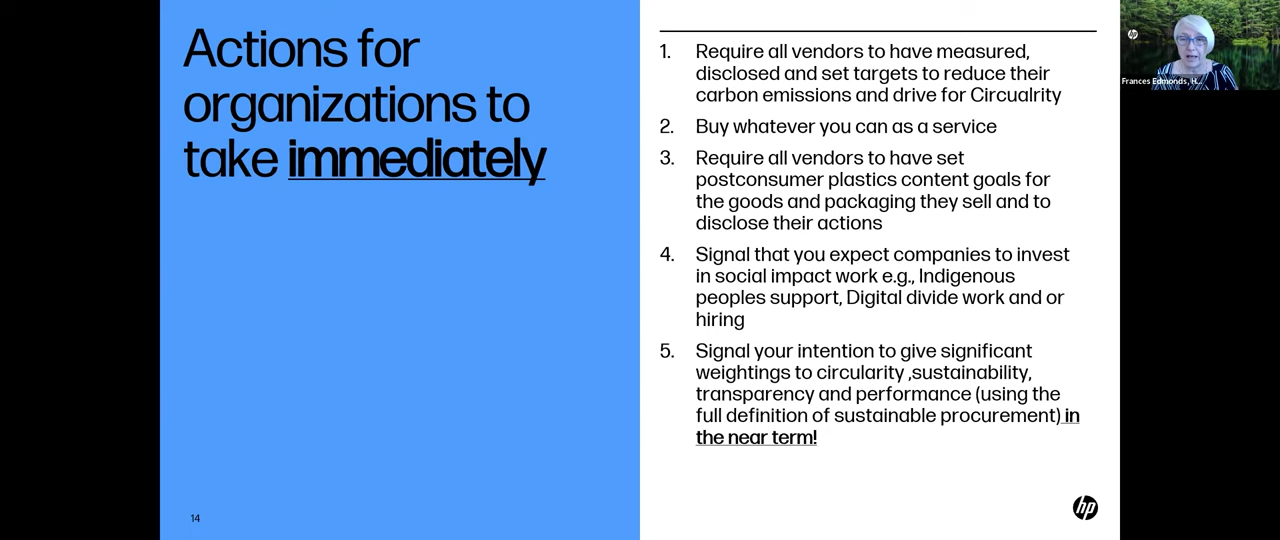 Actions for
organizations to
take immediately
1. Require all vendors to have measured,
disclosed and set targets to reduce their
carbon emissions and drive for Circualrity
2. Buy whatever you can as a service
3. Require all vendors to have set
postconsumer plastics content goals for
the goods and packaging they sell and to
disclose their actions
4. Signal that you expect companies to invest
in social impact work e.g., Indigenous
peoples support, Digital divide work and or
hiring
5. Signal your intention to give significant
weightings to circularity ,sustainability,
transparency and performance (using the
full definition of sustainable procurement) in
the near term!
14
hp
hp
Frances Edmonds, H...